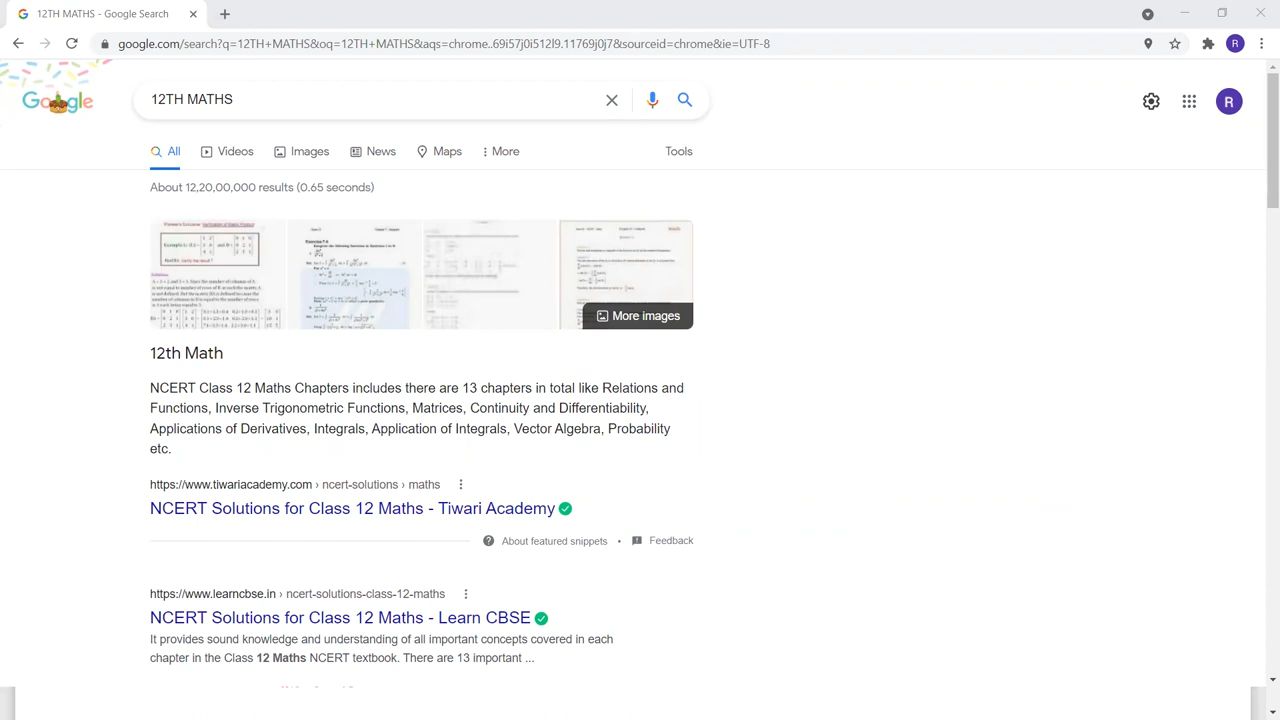 12TH MATHS - Google Search
google.com/search?q=12TH+MATHS&oq=12TH+MATHS&aqs=chrome..69i57j0i512l9.11769j0j7&sourceid=chrome&ie=UTF-8
R
Google
12TH MATHS
R
All Videos Images News Maps More Tools
About 12,20,00,000 results (0.65 seconds)
More images
12th Math
NCERT Class 12 Maths Chapters includes there are 13 chapters in total like Relations and
Functions, Inverse Trigonometric Functions, Matrices, Continuity and Differentiability,
Applications of Derivatives, Integrals, Application of Integrals, Vector Algebra, Probability
etc.
https://www.tiwariacademy.com › ncert-solutions › maths
NCERT Solutions for Class 12 Maths - Tiwari Academy
About featured snippets • Feedback
https://www.learncbse.in › ncert-solutions-class-12-maths
NCERT Solutions for Class 12 Maths - Learn CBSE
It provides sound knowledge and understanding of all important concepts covered in each
chapter in the Class 12 Maths NCERT textbook. There are 13 important ...